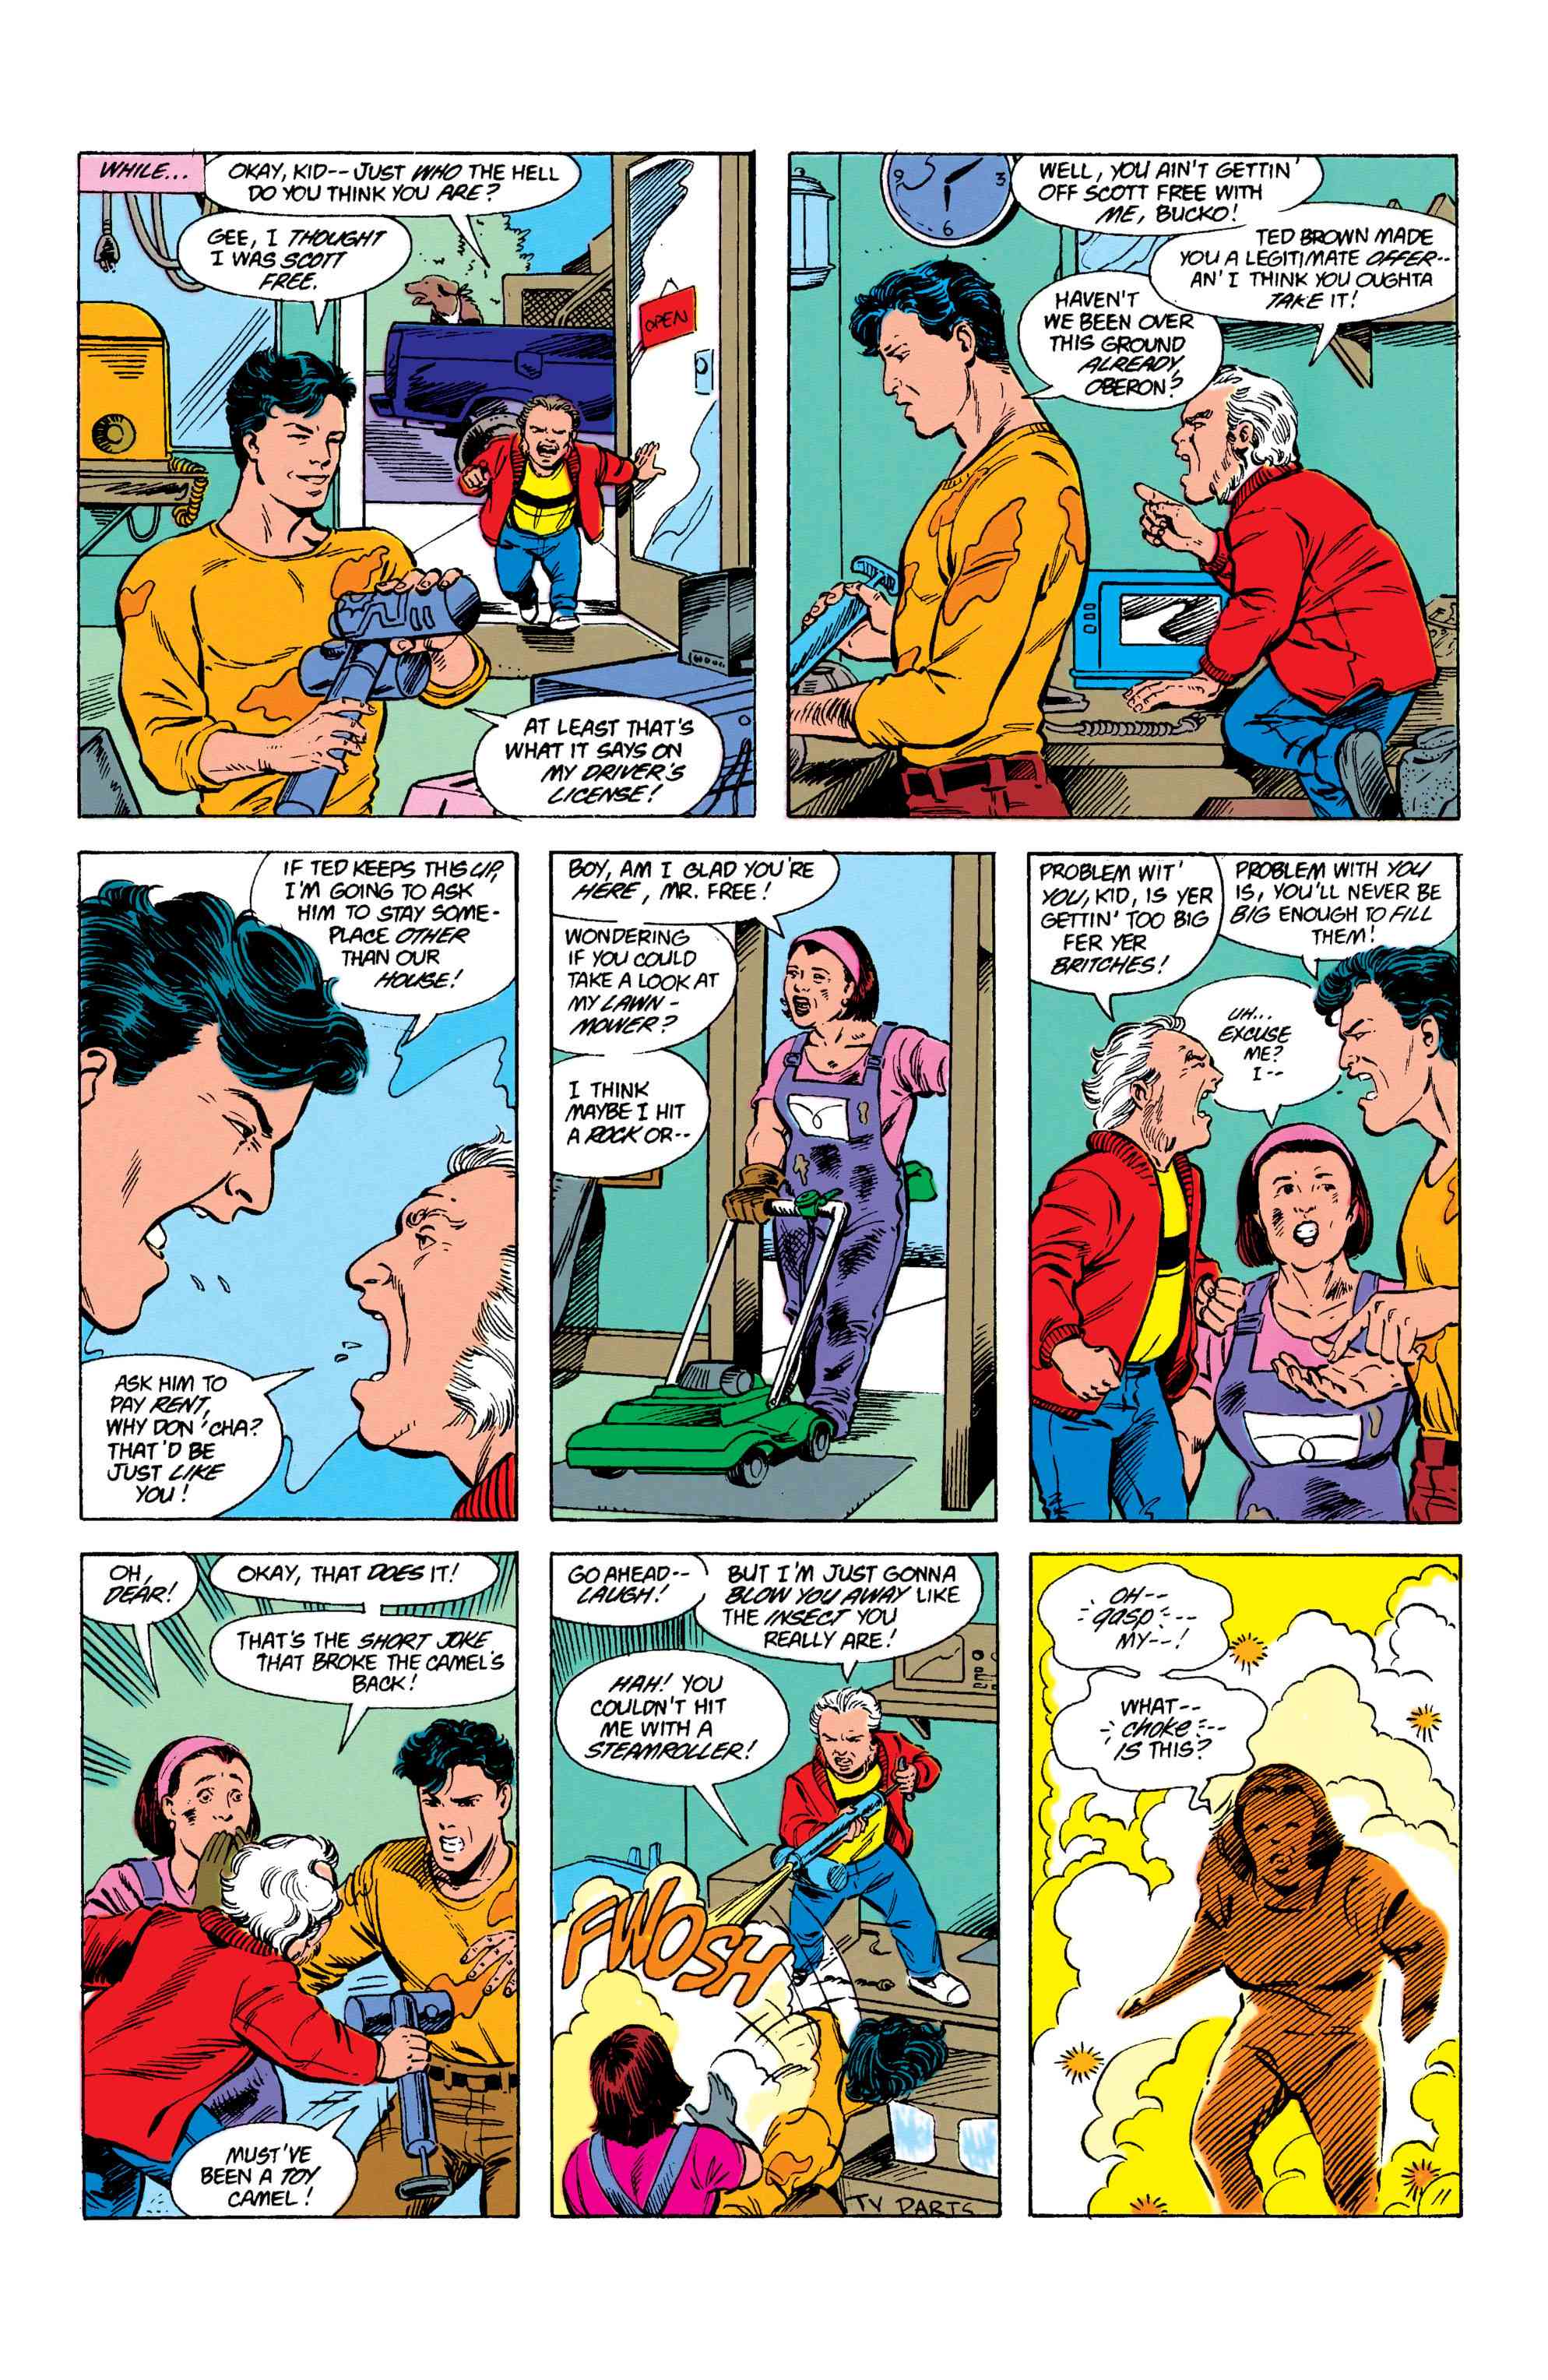 WHILE...
OKAY, KID--JUST WHO THE HELL
DO YOU THINK YOU ARE?
GEE, I THOUGHT
I WAS SCOTT
FREE.
OPEN
AT LEAST THAT'S
WHAT IT SAYS ON
MY DRIVER'S
LICENSE!
9
3
6
WELL, YOU AIN'T GETTIN'
OFF SCOTT FREE WITH
ME, BUCKO!
TED BROWN MADE
YOU A LEGITIMATE OFFER--
AN' I THINK YOU OUGHTA
TAKE IT!
HAVEN'T
WE BEEN OVER
THIS GROUND
ALREADY,
OBERON?
IF TED KEEPS THIS UP,
I'M GOING TO ASK
HIM TO STAY SOME-
PLACE OTHER
THAN OUR
HOUSE!
ASK HIM TO
PAY RENT,
WHY DON'CHA?
THAT'D BE
JUST LIKE
YOU!
BOY, AM I GLAD YOU'RE
HERE, MR. FREE!
WONDERING
IF YOU COULD
TAKE A LOOK AT
MY LAWN-
MOWER?
I THINK
MAYBE I HIT
A ROCK OR--
PROBLEM WIT'
YOU, KID, IS YER
GETTIN' TOO BIG
FER YER
BRITCHES!
PROBLEM WITH YOU
IS, YOU'LL NEVER BE
BIG ENOUGH TO FILL
THEM!
UH...
EXCUSE
ME?
I--
OH,
DEAR!
OKAY, THAT DOES IT!
THAT'S THE SHORT JOKE
THAT BROKE THE CAMEL'S
BACK!
MUST'VE
BEEN A TOY
CAMEL!
GO AHEAD--
LAUGH!
BUT I'M JUST GONNA
BLOW YOU AWAY LIKE
THE INSECT YOU
REALLY ARE!
HAH! YOU
COULDN'T HIT
ME WITH A
STEAMROLLER!
FWOSH
TV PARTS
OH--
-gasp-
MY--!
WHAT--
-choke-
IS THIS?
11